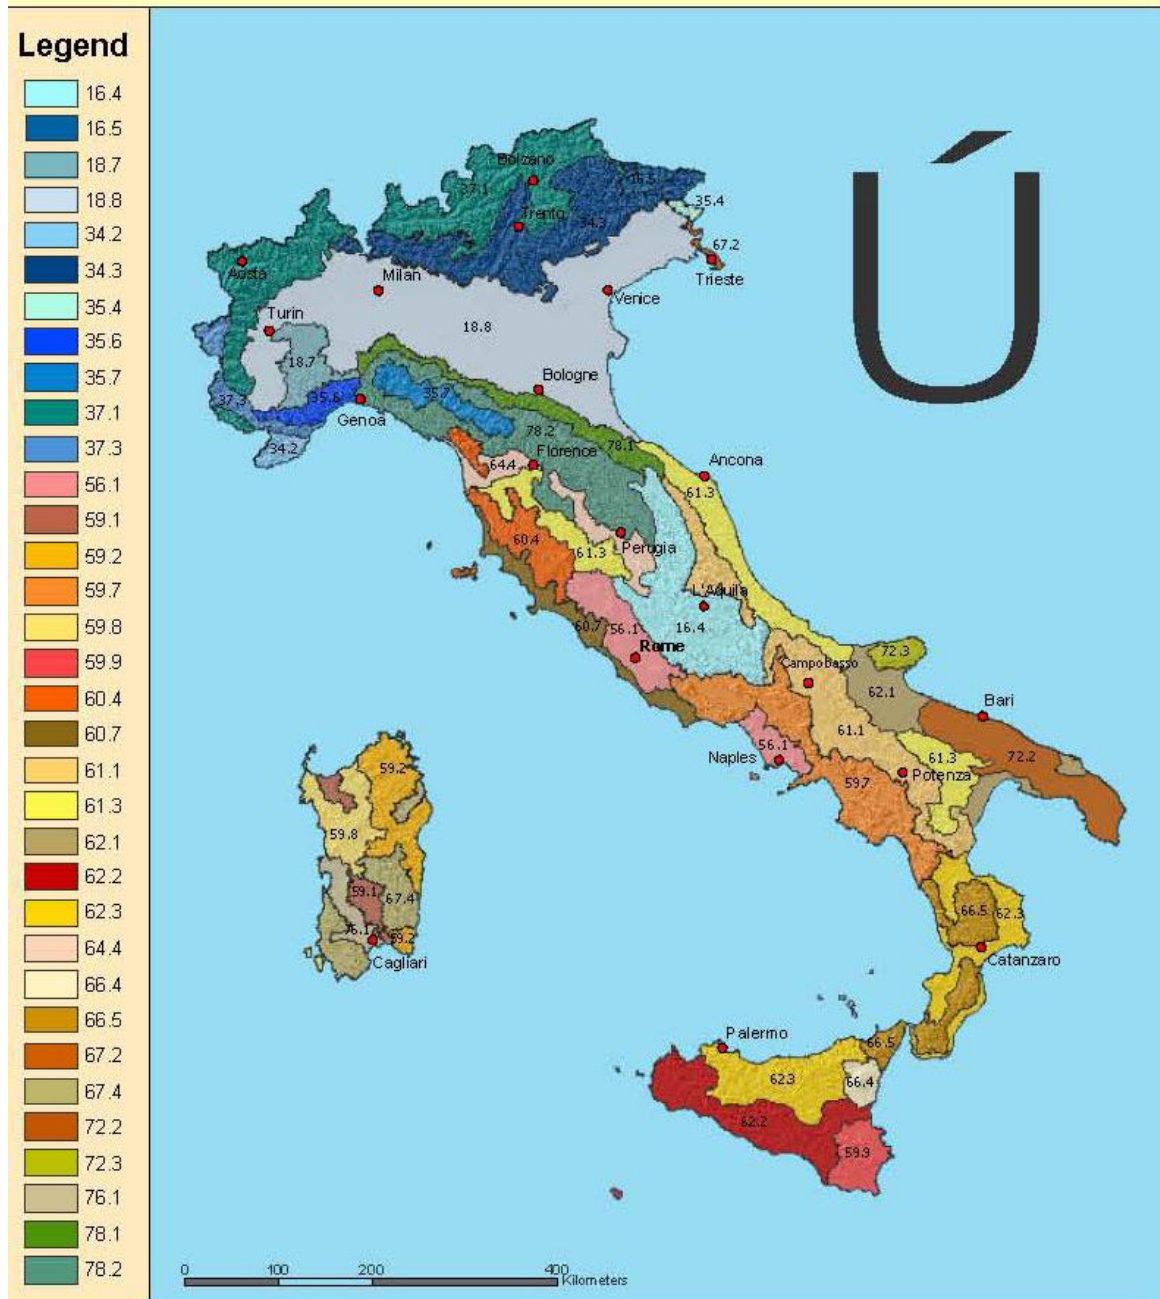 Legend
16.4
16.5
18.7
18.8
34.2
34.3
35.4
35.6
35.7
37.1
37.3
56.1
59.1
59.2
59.7
59.8
59.9
60.4
60.7
61.1
61.3
62.1
62.2
62.3
64.4
66.4
66.5
67.2
67.4
72.2
72.3
76.1
78.1
78.2
Ú
Bolzano
37.1
16.5
35.4
Trento
34.3
67.2
Aosta
Milan
Trieste
Venice
Turin
18.8
18.7
Bologne
37.3
35.6
35.7
Genoa
78.2
34.2
78.1
Florence
64.4
Ancona
61.3
60.4
Perugia
61.3
L'Aquila
60.7
56.1
16.4
Rome
72.3
Campobasso
62.1
Bari
61.1
56.1
61.3
72.2
Naples
Potenza
59.7
59.2
59.8
59.1
67.4
76.1
59.2
Cagliari
66.5
62.3
Catanzaro
Palermo
66.5
62.3
66.4
62.2
59.9
0 100 200 400
Kilometers